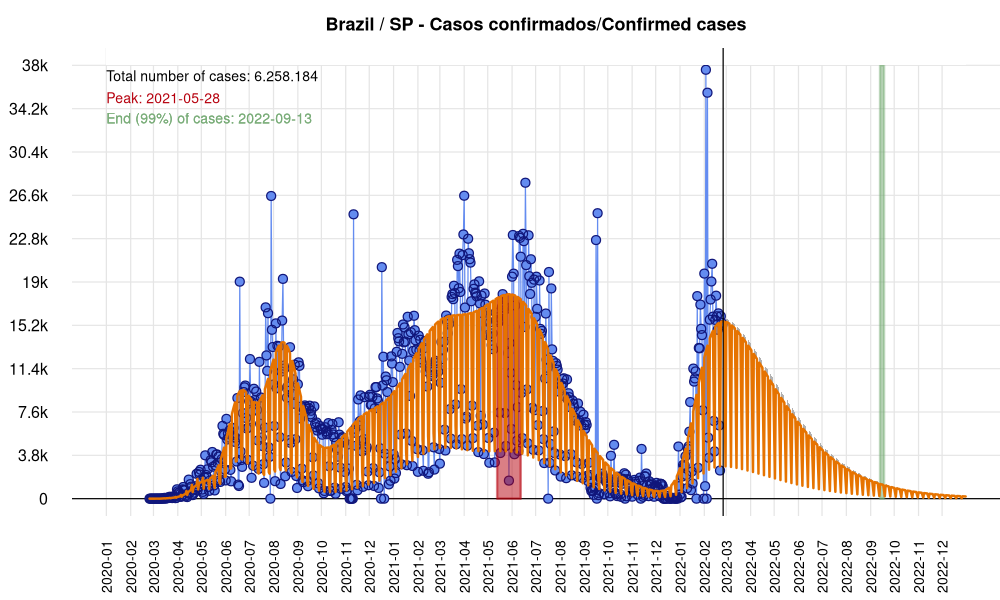 Brazil / SP - Casos confirmados/Confirmed cases
Total number of cases: 6.258.184
Peak: 2021-05-28
End (99%) of cases: 2022-09-13
38k
34.2k
30.4k
26.6k
22.8k
19k
15.2k
11.4k
7.6k
3.8k
0
2020-01
2020-02
2020-03
2020-04
2020-05
2020-06
2020-07
2020-08
2020-09
2020-10
2020-11
2020-12
2021-01
2021-02
2021-03
2021-04
2021-05
2021-06
2021-07
2021-08
2021-09
2021-10
2021-11
2021-12
2022-01
2022-02
2022-03
2022-04
2022-05
2022-06
2022-07
2022-08
2022-09
2022-10
2022-11
2022-12